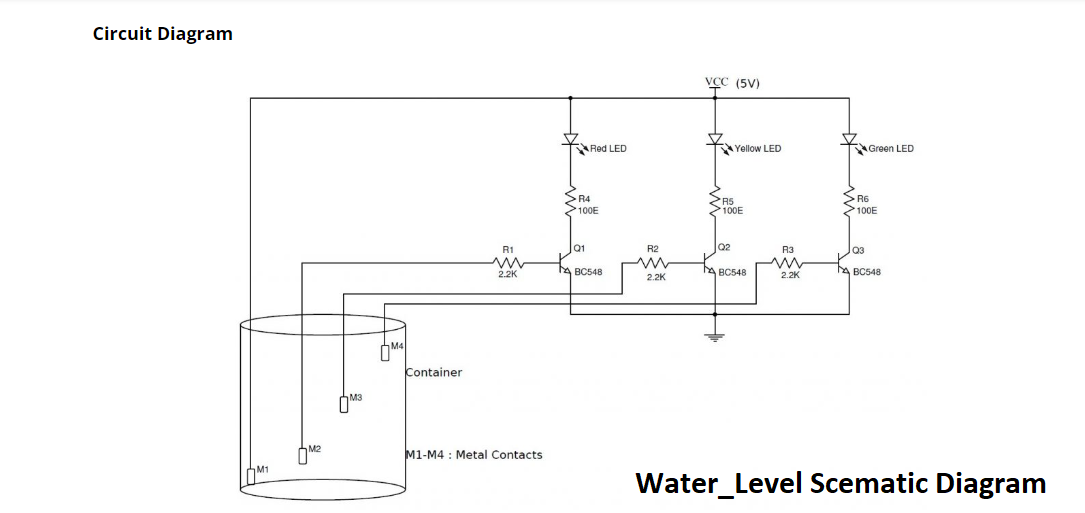 Circuit Diagram
VCC (5V)
Red LED
Yellow LED
Green LED
R4
100E
R5
100E
R6
100E
R1
2.2K
Q1
BC548
R2
2.2K
Q2
BC548
R3
2.2K
Q3
BC548
M4
Container
M3
M2
M1-M4 : Metal Contacts
M1
Water_Level Scematic Diagram